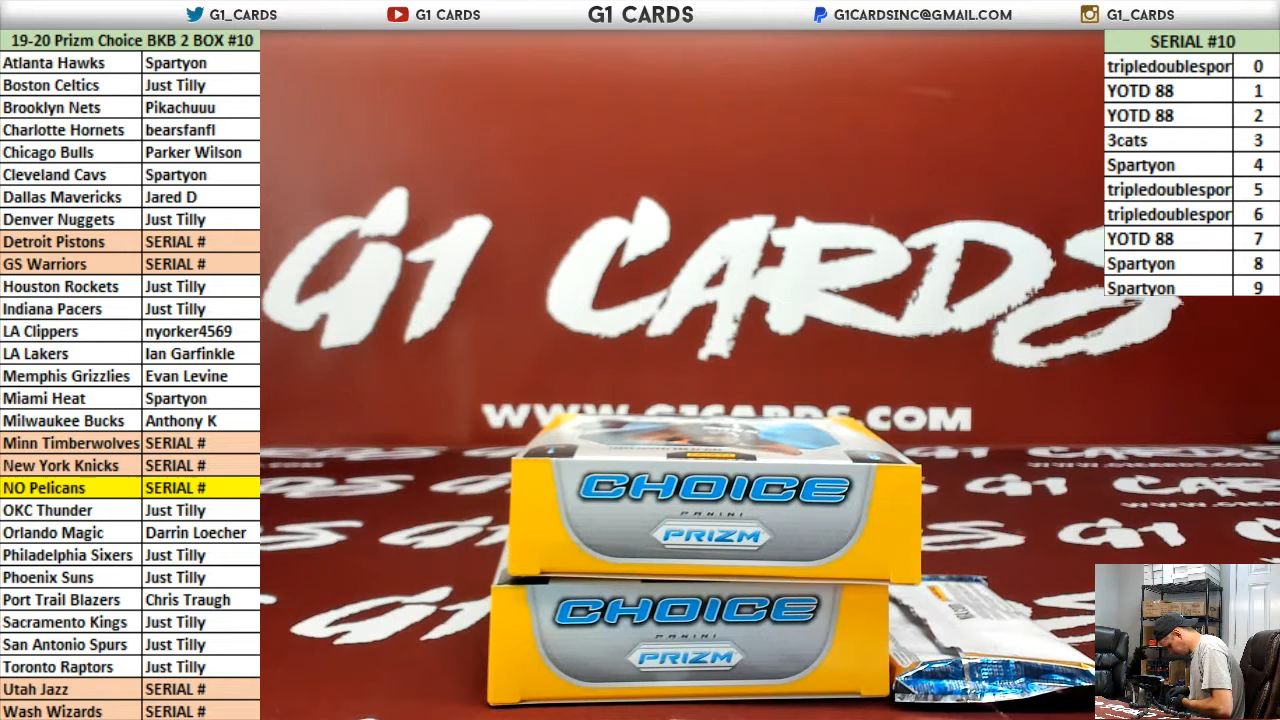 G1_CARDS
G1 CARDS
G1 CARDS
G1CARDSINC@GMAIL.COM
G1_CARDS
19-20 Prizm Choice BKB 2 BOX #10
Atlanta Hawks Spartyon
Boston Celtics Just Tilly
Brooklyn Nets Pikachuuu
Charlotte Hornets bearsfanfl
Chicago Bulls Parker Wilson
Cleveland Cavs Spartyon
Dallas Mavericks Jared D
Denver Nuggets Just Tilly
Detroit Pistons SERIAL #
GS Warriors SERIAL #
Houston Rockets Just Tilly
Indiana Pacers Just Tilly
LA Clippers nyorker4569
LA Lakers Ian Garfinkle
Memphis Grizzlies Evan Levine
Miami Heat Spartyon
Milwaukee Bucks Anthony K
Minn Timberwolves SERIAL #
New York Knicks SERIAL #
NO Pelicans SERIAL #
OKC Thunder Just Tilly
Orlando Magic Darrin Loecher
Philadelphia Sixers Just Tilly
Phoenix Suns Just Tilly
Port Trail Blazers Chris Traugh
Sacramento Kings Just Tilly
San Antonio Spurs Just Tilly
Toronto Raptors Just Tilly
Utah Jazz SERIAL #
Wash Wizards SERIAL #
SERIAL #10
tripledoublespor 0
YOTD 88 1
YOTD 88 2
3cats 3
Spartyon 4
tripledoublespor 5
tripledoublespor 6
YOTD 88 7
Spartyon 8
Spartyon 9
G1 CARDS
WWW.G1CARDS.COM
CHOICE
PANINI
PRIZM
CHOICE
PANINI
PRIZM